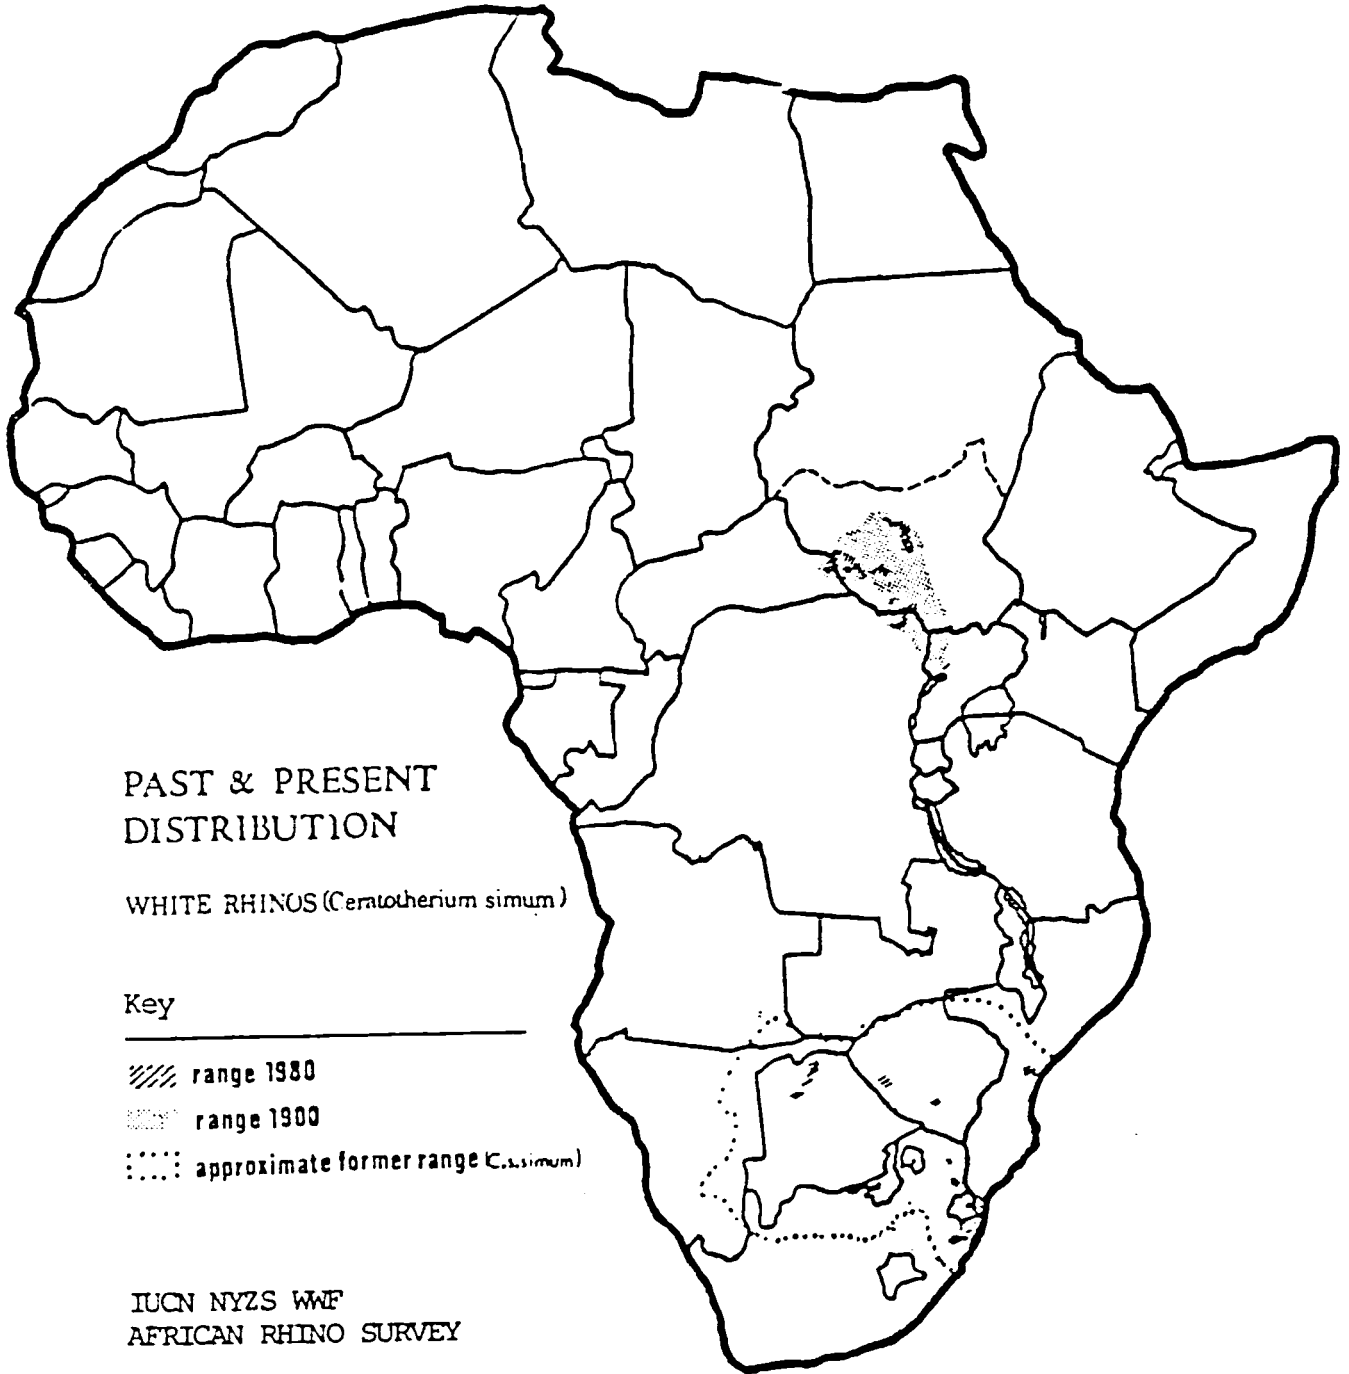 PAST & PRESENT
DISTRIBUTION
WHITE RHINOS (Ceratotherium simum)
Key
range 1980
range 1900
approximate former range (C.s.simum)
IUCN NYZS WWF
AFRICAN RHINO SURVEY